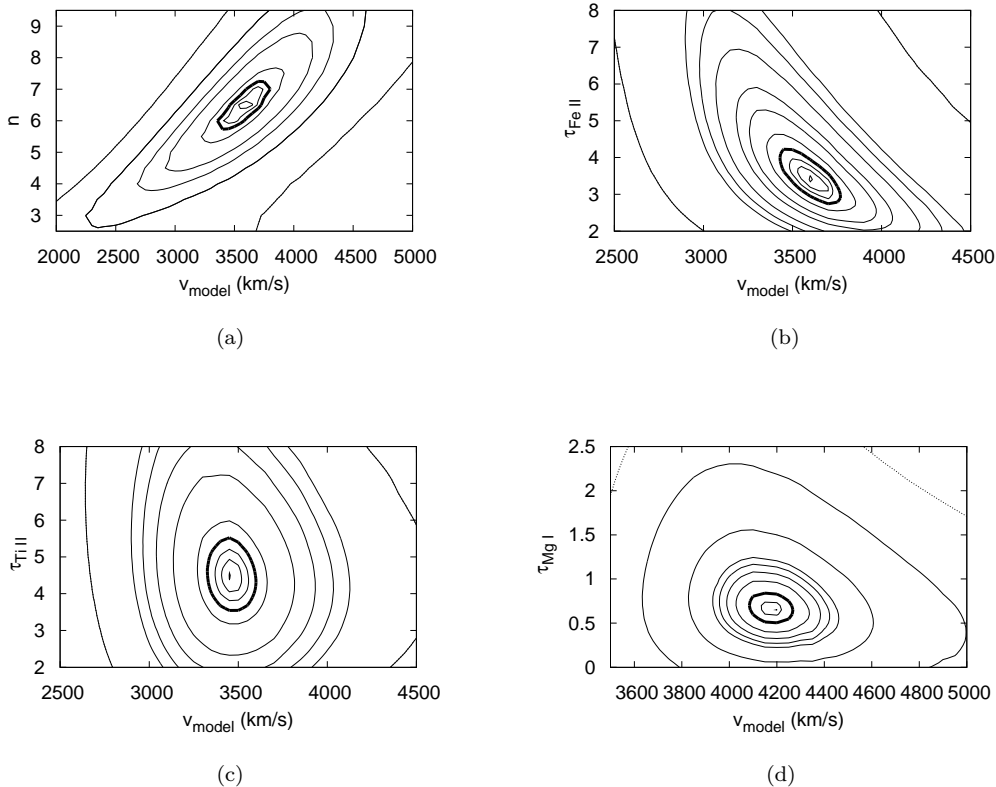 9
8
7
6
5
4
3
n
2000 2500 3000 3500 4000 4500 5000
v_model (km/s)
(a)
8
7
6
5
4
3
2
τ_Fe II
2500 3000 3500 4000 4500
v_model (km/s)
(b)
8
7
6
5
4
3
2
τ_Ti II
2500 3000 3500 4000 4500
v_model (km/s)
(c)
2.5
2
1.5
1
0.5
0
τ_Mg I
3600 3800 4000 4200 4400 4600 4800 5000
v_model (km/s)
(d)